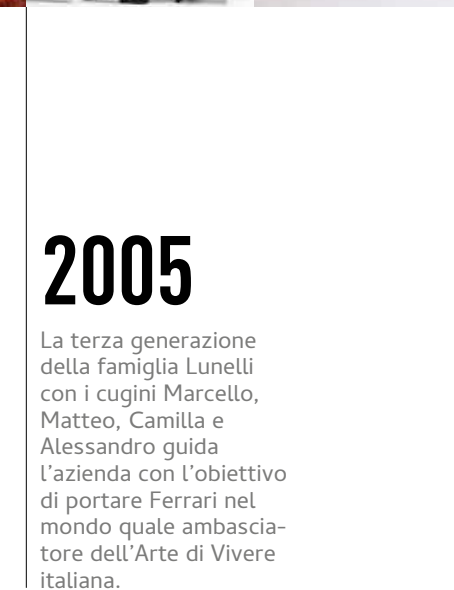 2005
La terza generazione
della famiglia Lunelli
con i cugini Marcello,
Matteo, Camilla e
Alessandro guida
l’azienda con l’obiettivo
di portare Ferrari nel
mondo quale ambascia-
tore dell’Arte di Vivere
italiana.